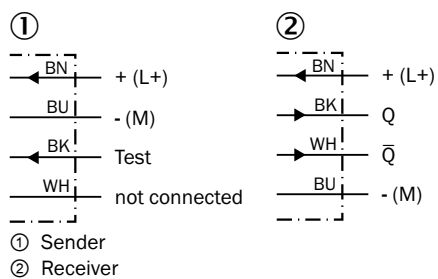 ① ②
BN + (L+)
BU - (M)
BK Test
WH not connected
BN + (L+)
BK Q
WH Q̅
BU - (M)
① Sender
② Receiver